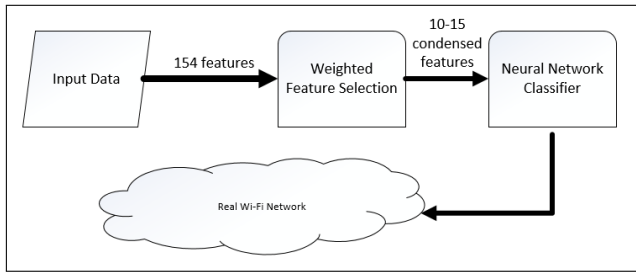 Input Data
154 features
Weighted
Feature Selection
10-15
condensed
features
Neural Network
Classifier
Real Wi-Fi Network